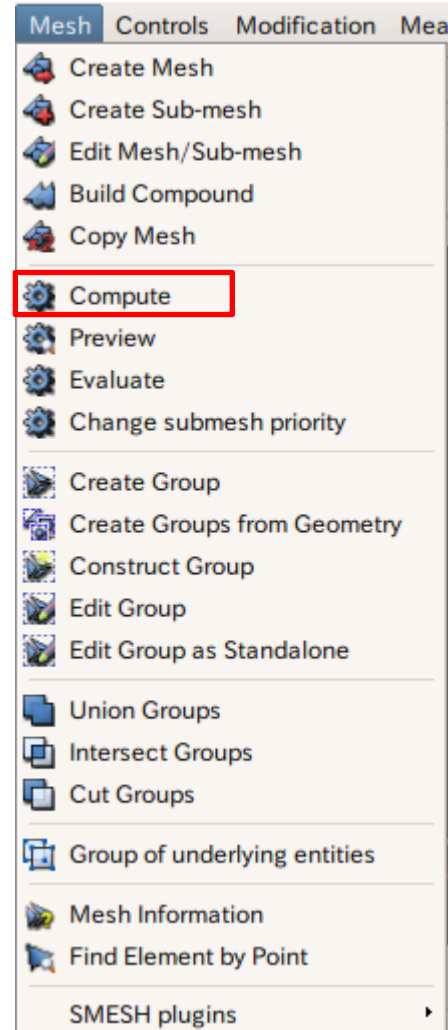 Mesh Controls Modification Mea
Create Mesh
Create Sub-mesh
Edit Mesh/Sub-mesh
Build Compound
Copy Mesh
Compute
Preview
Evaluate
Change submesh priority
Create Group
Create Groups from Geometry
Construct Group
Edit Group
Edit Group as Standalone
Union Groups
Intersect Groups
Cut Groups
Group of underlying entities
Mesh Information
Find Element by Point
SMESH plugins